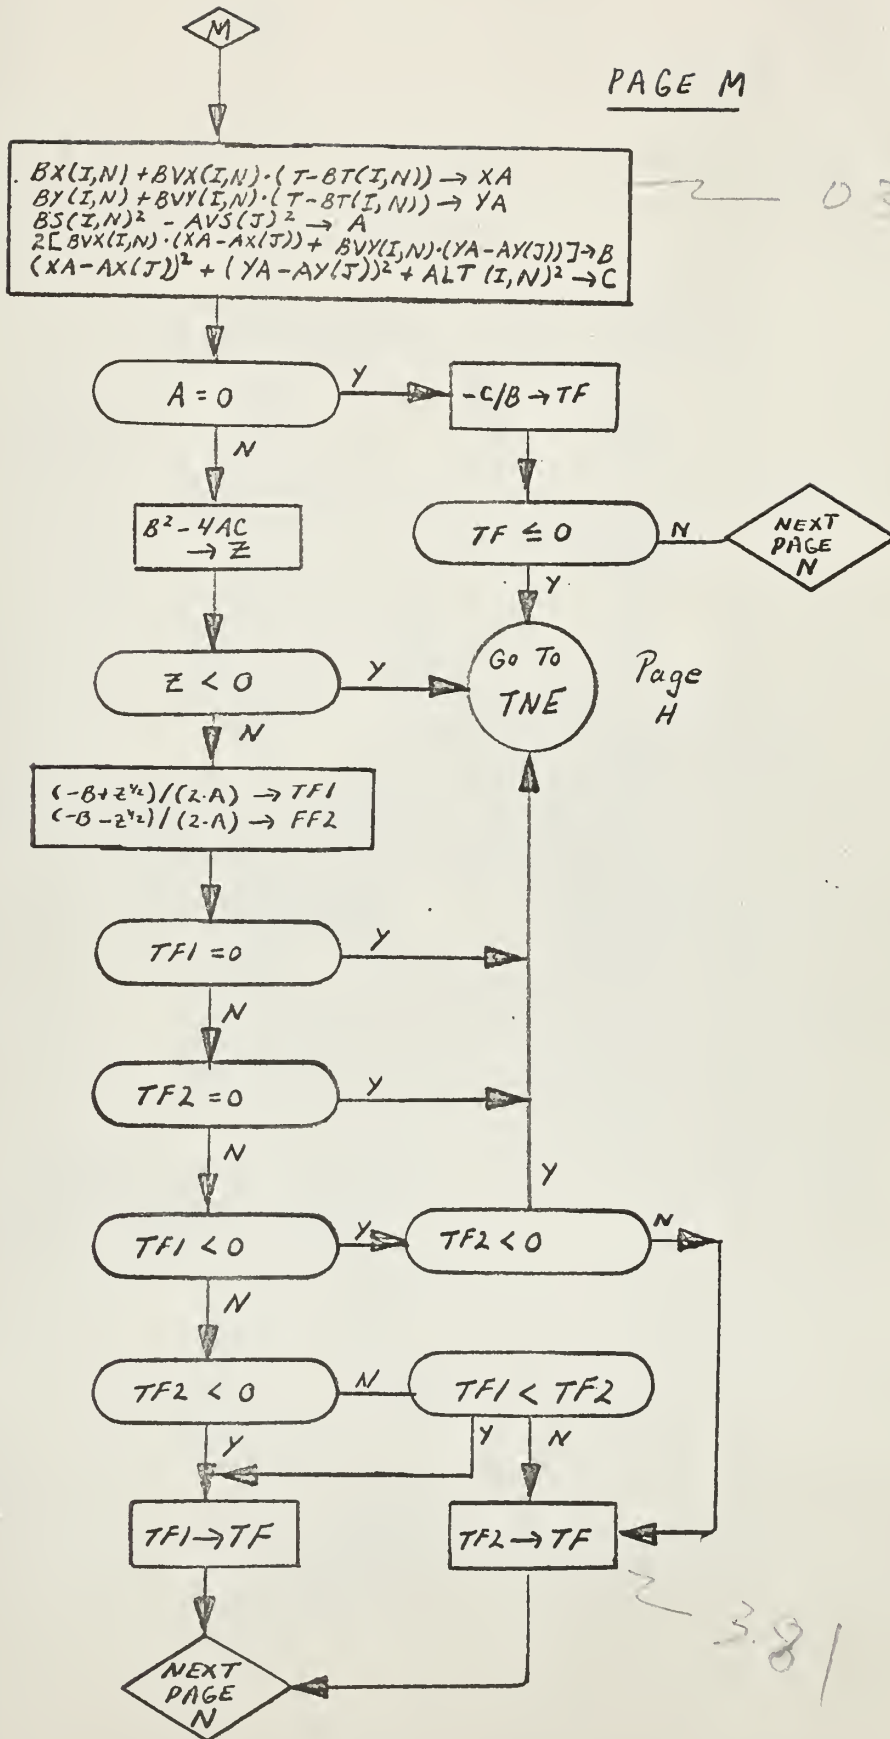 M
PAGE M
BX(I,N) + BVX(I,N)·(T-BT(I,N)) → XA
BY(I,N) + BVY(I,N)·(T-BT(I,N)) → YA
BS(I,N)² - AVS(J)² → A
2[BVX(I,N)·(XA-AX(J)) + BVY(I,N)·(YA-AY(J))]→B
(XA-AX(J))² + (YA-AY(J))² + ALT (I,N)² → C
A = 0
Y
-C/B → TF
N
B² - 4AC
→ Z
TF ≤ 0
N
NEXT
PAGE
N
Y
Z < 0
Y
GO TO
TNE
Page
H
N
(-B+Z^½)/(2·A) → TF1
(-B-Z^½)/(2·A) → FF2
TF1 = 0
Y
N
TF2 = 0
Y
N
Y
TF1 < 0
Y
TF2 < 0
N
N
TF2 < 0
N
TF1 < TF2
Y
Y
N
TF1 → TF
TF2 → TF
3.81
NEXT
PAGE
N